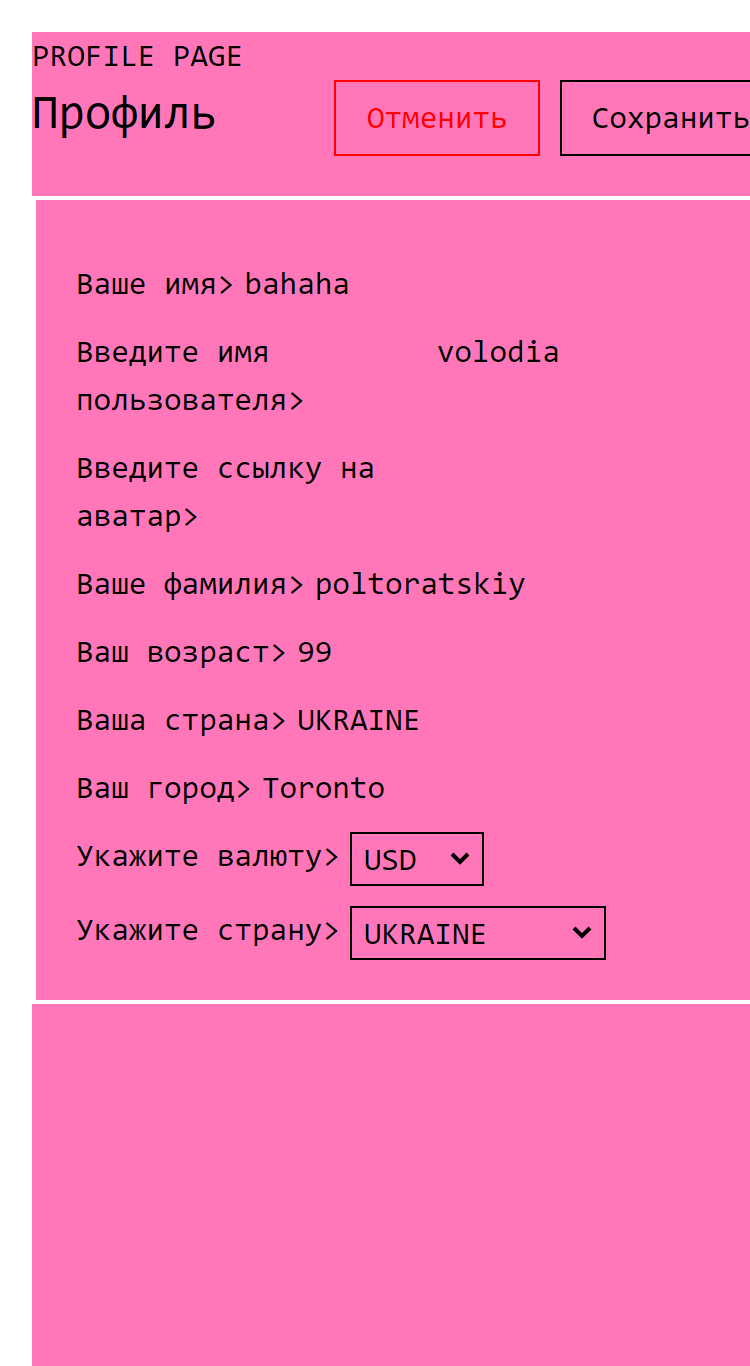 PROFILE PAGE
Профиль Отменить Сохранить
Ваше имя> bahaha
Введите имя volodia
пользователя>
Введите ссылку на
аватар>
Ваше фамилия> poltoratskiy
Ваш возраст> 99
Ваша страна> UKRAINE
Ваш город> Toronto
Укажите валюту> USD
Укажите страну> UKRAINE